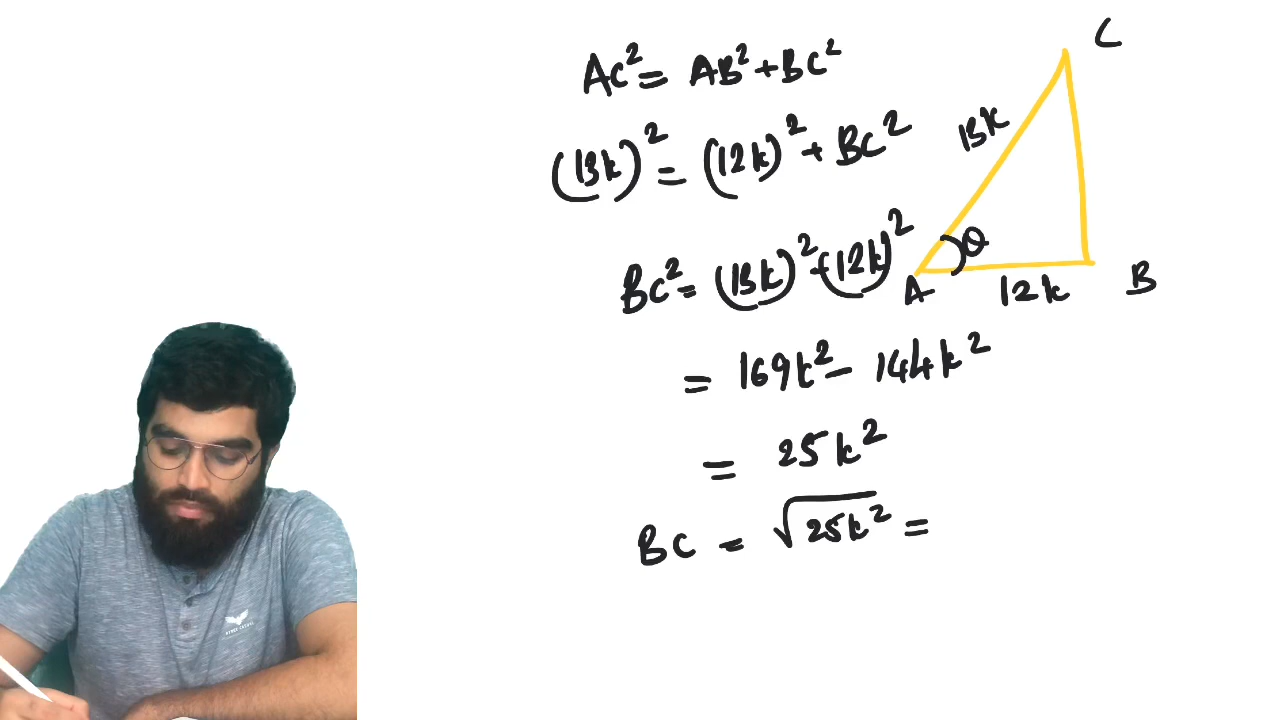 AC² = AB² + BC²
(13k)² = (12k)² + BC²
BC² = (13k)² - (12k)²
= 169k² - 144k²
= 25k²
BC = √25k² =
C
13k
θ
A
12k
B